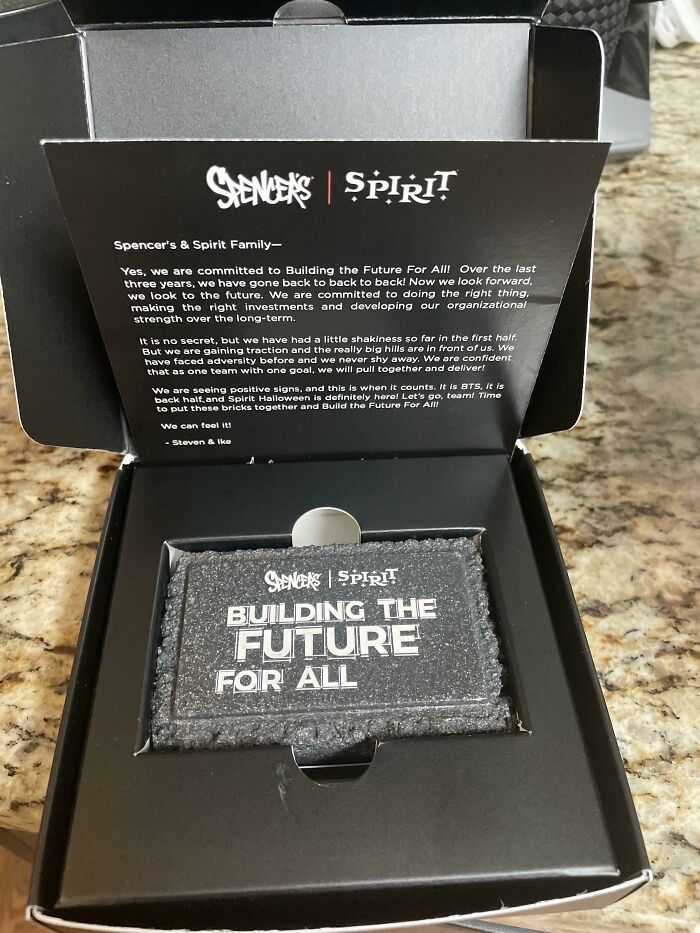 SPENCER'S | SPIRIT
Spencer's & Spirit Family—
Yes, we are committed to Building the Future For All! Over the last
three years, we have gone back to back to back! Now we look forward,
we look to the future. We are committed to doing the right thing,
making the right investments and developing our organizational
strength over the long-term.
It is no secret, but we have had a little shakiness so far in the first half.
But we are gaining traction and the really big hills are in front of us. We
have faced adversity before and we never shy away. We are confident
that as one team with one goal, we will pull together and deliver!
We are seeing positive signs, and this is when it counts. It is BTS, it is
back half,and Spirit Halloween is definitely here! Let's go, team! Time
to put these bricks together and Build the Future For All!
We can feel it!
- Steven & Ike
SPENCER'S | SPIRIT
BUILDING THE
FUTURE
FOR ALL